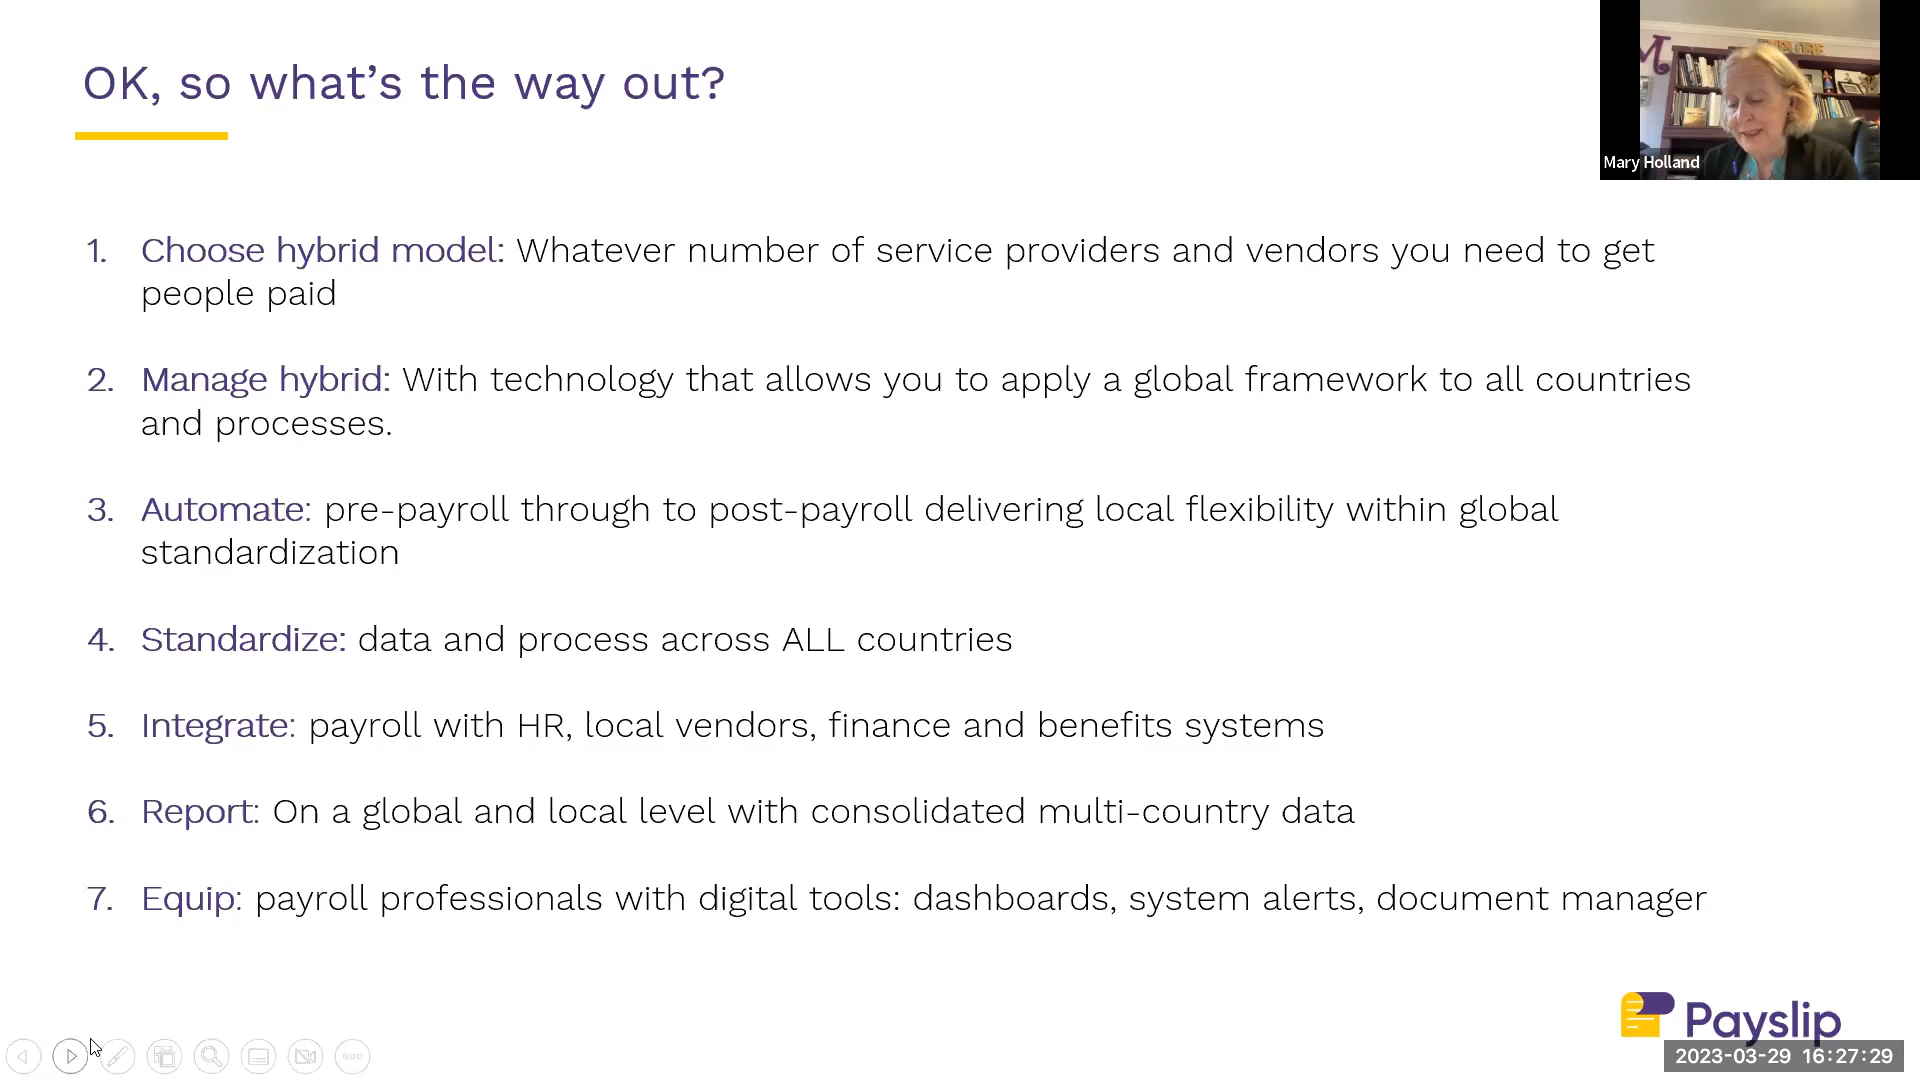 OK, so what’s the way out?
Mary Holland
1. Choose hybrid model: Whatever number of service providers and vendors you need to get
people paid
2. Manage hybrid: With technology that allows you to apply a global framework to all countries
and processes.
3. Automate: pre-payroll through to post-payroll delivering local flexibility within global
standardization
4. Standardize: data and process across ALL countries
5. Integrate: payroll with HR, local vendors, finance and benefits systems
6. Report: On a global and local level with consolidated multi-country data
7. Equip: payroll professionals with digital tools: dashboards, system alerts, document manager
Payslip
2023-03-29 16:27:29